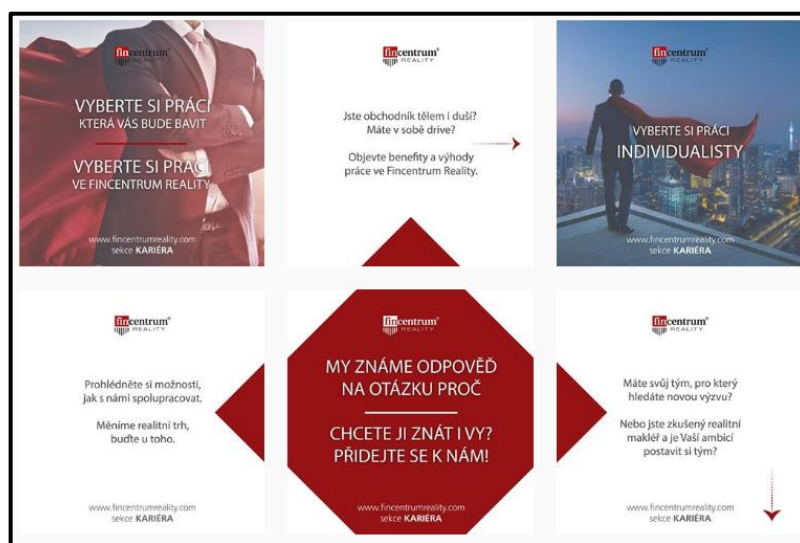 fincentrum®
REALITY
VYBERTE SI PRÁCI
KTERÁ VÁS BUDE BAVIT
VYBERTE SI PRÁCI
VE FINCENTRUM REALITY
www.fincentrumreality.com
sekce KARIÉRA
fincentrum®
REALITY
Jste obchodník tělem i duší?
Máte v sobě drive?
Objevte benefity a výhody
práce ve Fincentrum Reality.
fincentrum®
REALITY
VYBERTE SI PRÁCI
INDIVIDUALISTY
www.fincentrumreality.com
sekce KARIÉRA
fincentrum®
REALITY
Prohlédněte si možnosti,
jak s námi spolupracovat.
Měníme realitní trh,
buďte u toho.
www.fincentrumreality.com
sekce KARIÉRA
fincentrum®
REALITY
MY ZNÁME ODPOVĚĎ
NA OTÁZKU PROČ
CHCETE JI ZNÁT I VY?
PŘIDEJTE SE K NÁM!
www.fincentrumreality.com
sekce KARIÉRA
fincentrum®
REALITY
Máte svůj tým, pro který
hledáte novou výzvu?
Nebo jste zkušený realitní
makléř a je Vaší ambicí
postavit si tým?
www.fincentrumreality.com
sekce KARIÉRA